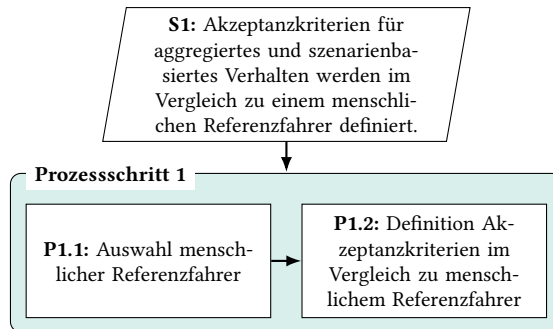 S1: Akzeptanzkriterien für
aggregiertes und szenarienba-
siertes Verhalten werden im
Vergleich zu einem menschli-
chen Referenzfahrer definiert.
Prozessschritt 1
P1.1: Auswahl mensch-
licher Referenzfahrer
P1.2: Definition Ak-
zeptanzkriterien im
Vergleich zu mensch-
lichem Referenzfahrer